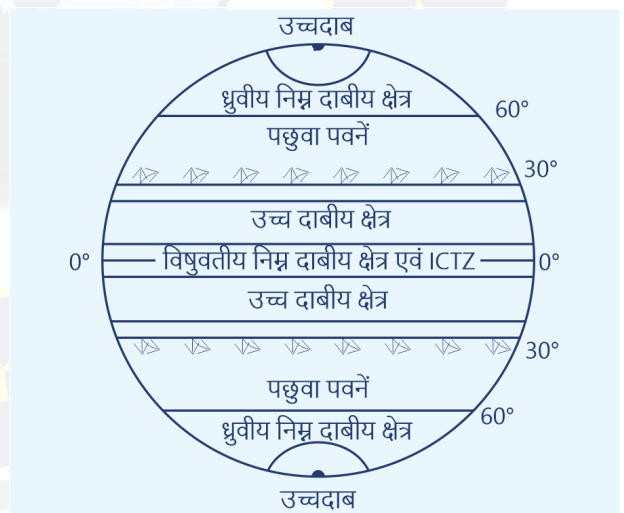 उच्चदाब
ध्रुवीय निम्न दाबीय क्षेत्र
60°
पछुवा पवनें
30°
उच्च दाबीय क्षेत्र
0° विषुवतीय निम्न दाबीय क्षेत्र एवं ICTZ 0°
उच्च दाबीय क्षेत्र
30°
पछुवा पवनें
60°
ध्रुवीय निम्न दाबीय क्षेत्र
उच्चदाब